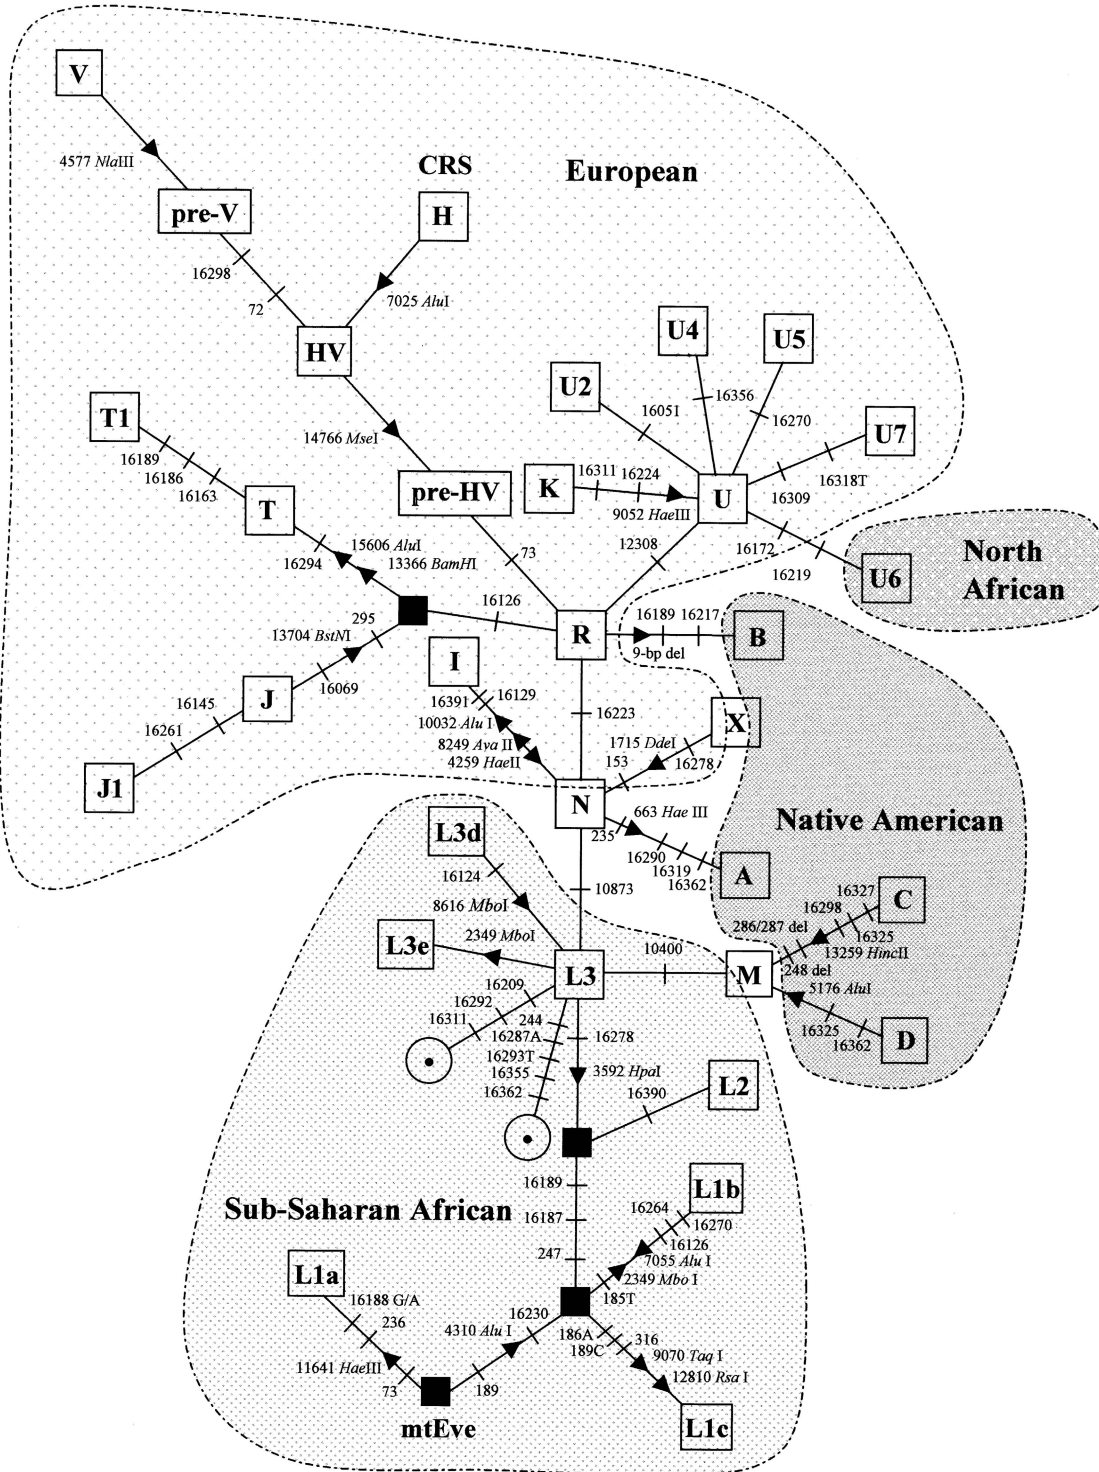 V
4577 NlaIII
CRS
European
pre-V
H
16298
72
7025 AluI
HV
U4
U5
U2
16051
16356
16270
T1
U7
14766 MseI
16189
16186
16163
16311
16224
16318T
K
pre-HV
U
16309
9052 HaeIII
T
15606 AluI
16294
13366 BamHI
73
12308
16172
16219
North
African
U6
16126
295
13704 BstNI
R
16189
16217
B
9-bp del
I
16069
J
16391
16129
16145
16261
10032 Alu I
16223
X
8249 Ava II
4259 HaeII
1715 DdeI
153
16278
J1
N
663 Hae III
235
Native American
L3d
16290
16319
16362
A
16124
10873
16327
C
8616 MboI
16298
286/287 del
16325
L3e
2349 MboI
10400
13259 HincII
L3
M
248 del
5176 AluI
16209
16292
16311
244
16287A
16278
16293T
16325
D
16362
16355
3592 HpaI
16362
16390
L2
16189
L1b
Sub-Saharan African
16187
16264
16270
16126
247
7055 Alu I
L1a
2349 Mbo I
185T
16188 G/A
236
16230
4310 Alu I
186A
189C
316
9070 Taq I
11641 HaeIII
12810 Rsa I
73
189
mtEve
L1c